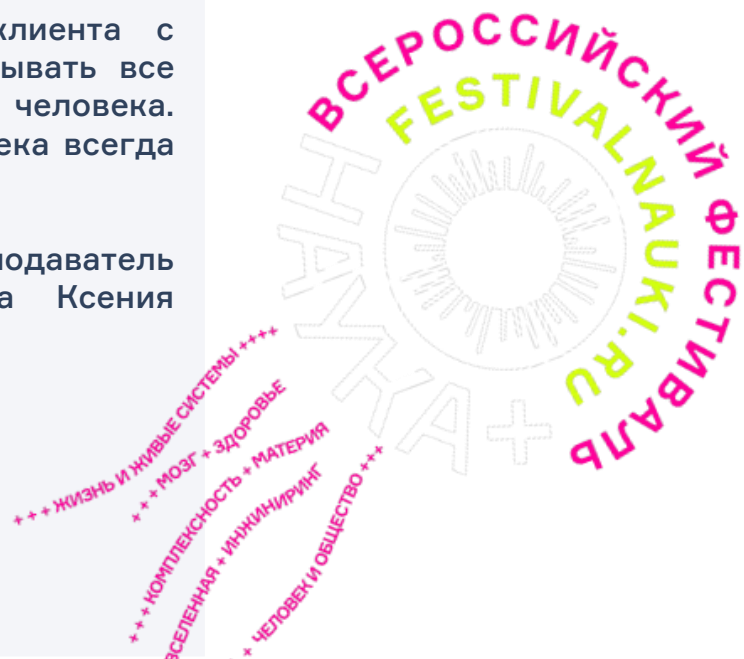 клиента с
ывать все
человека.
ека всегда
подаватель
а Ксения
ВСЕРОССИЙСКИЙ ФЕСТИВАЛЬ
FESTIVALNAUKI.RU
НАУКА+
+++ ЖИЗНЬ И ЖИВЫЕ СИСТЕМЫ ++++
+++ МОЗГ + ЗДОРОВЬЕ
+++ КОМПЛЕКСНОСТЬ + МАТЕРИЯ
ВСЕЛЕННАЯ + ИНЖИНИРИНГ
+ ЧЕЛОВЕК И ОБЩЕСТВО +++